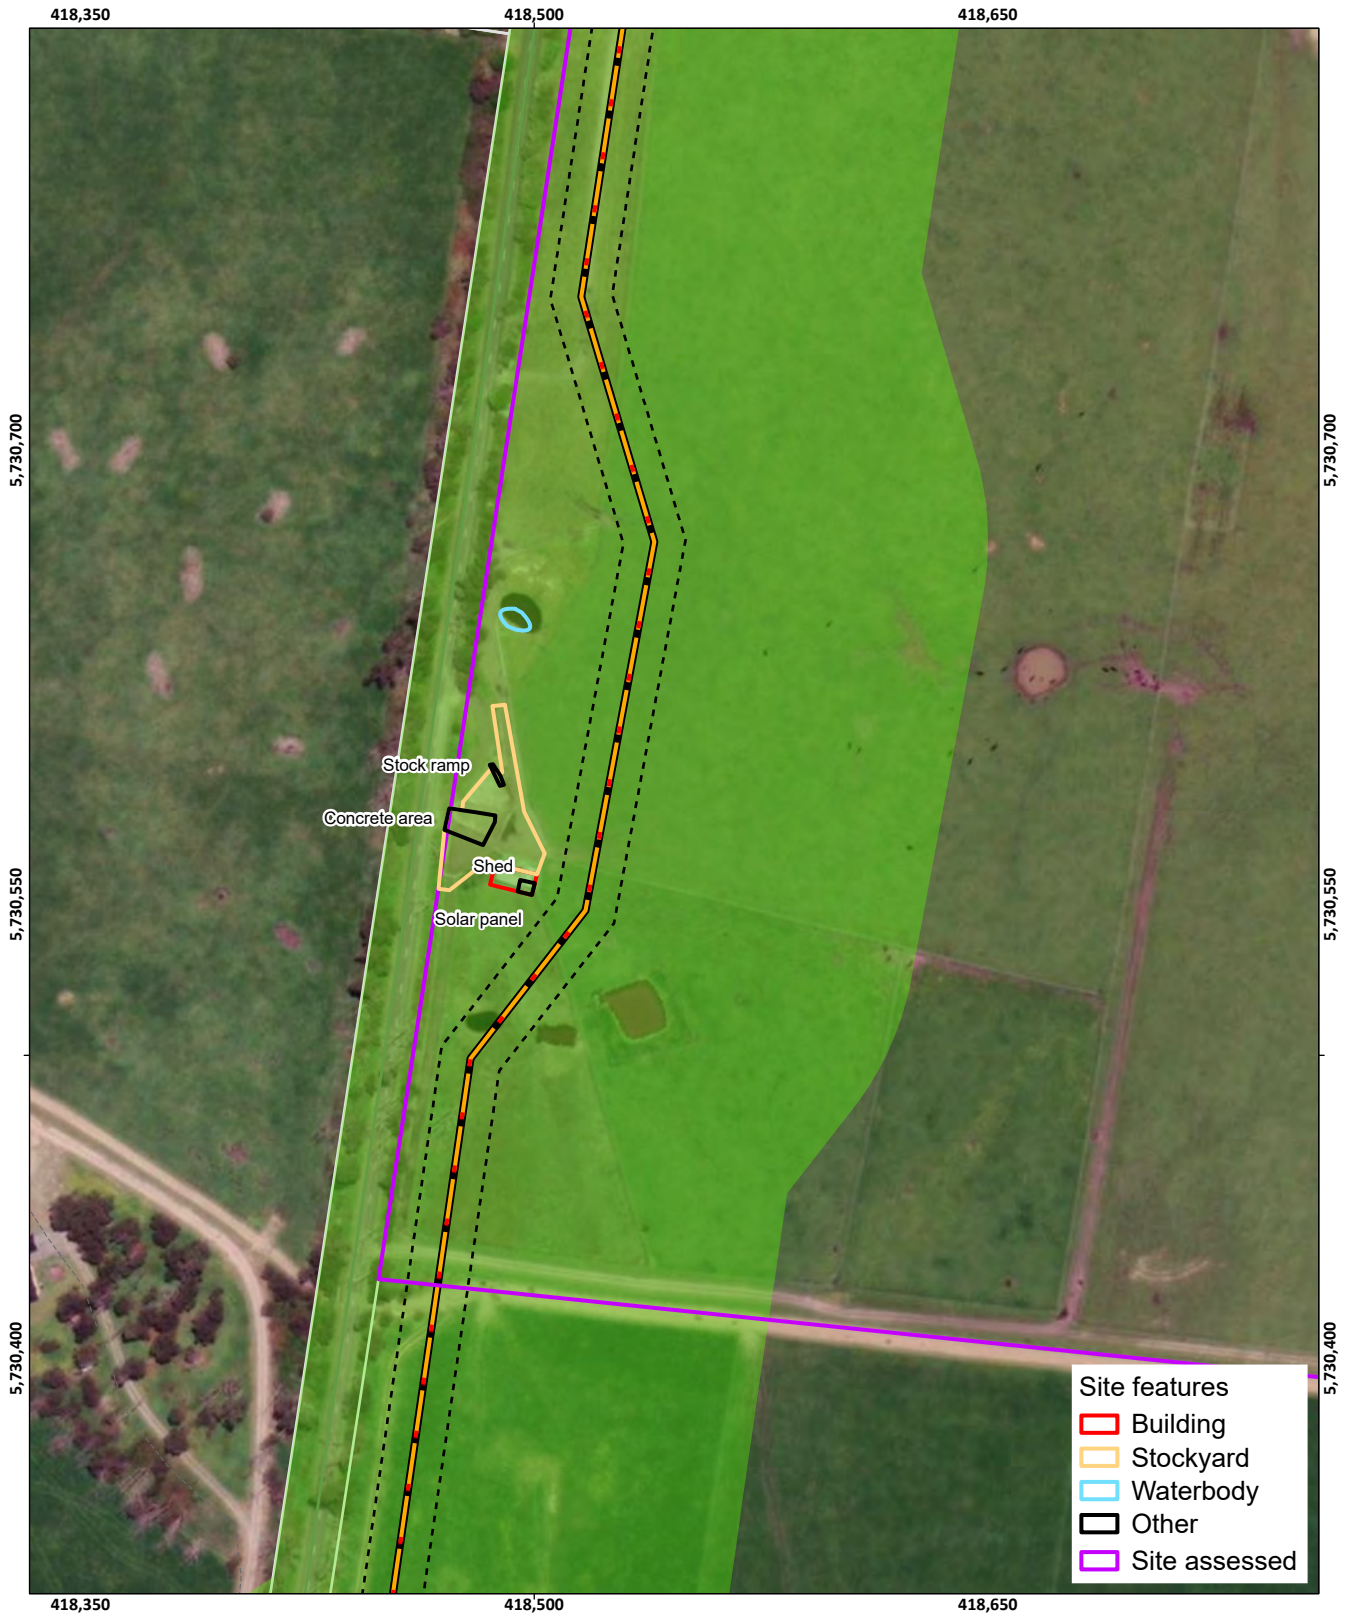 418,350
418,500
418,650
5,730,700
5,730,700
Stock ramp
Concrete area
Shed
Solar panel
5,730,550
5,730,550
5,730,400
5,730,400
Site features
Building
Stockyard
Waterbody
Other
Site assessed
418,350
418,500
418,650